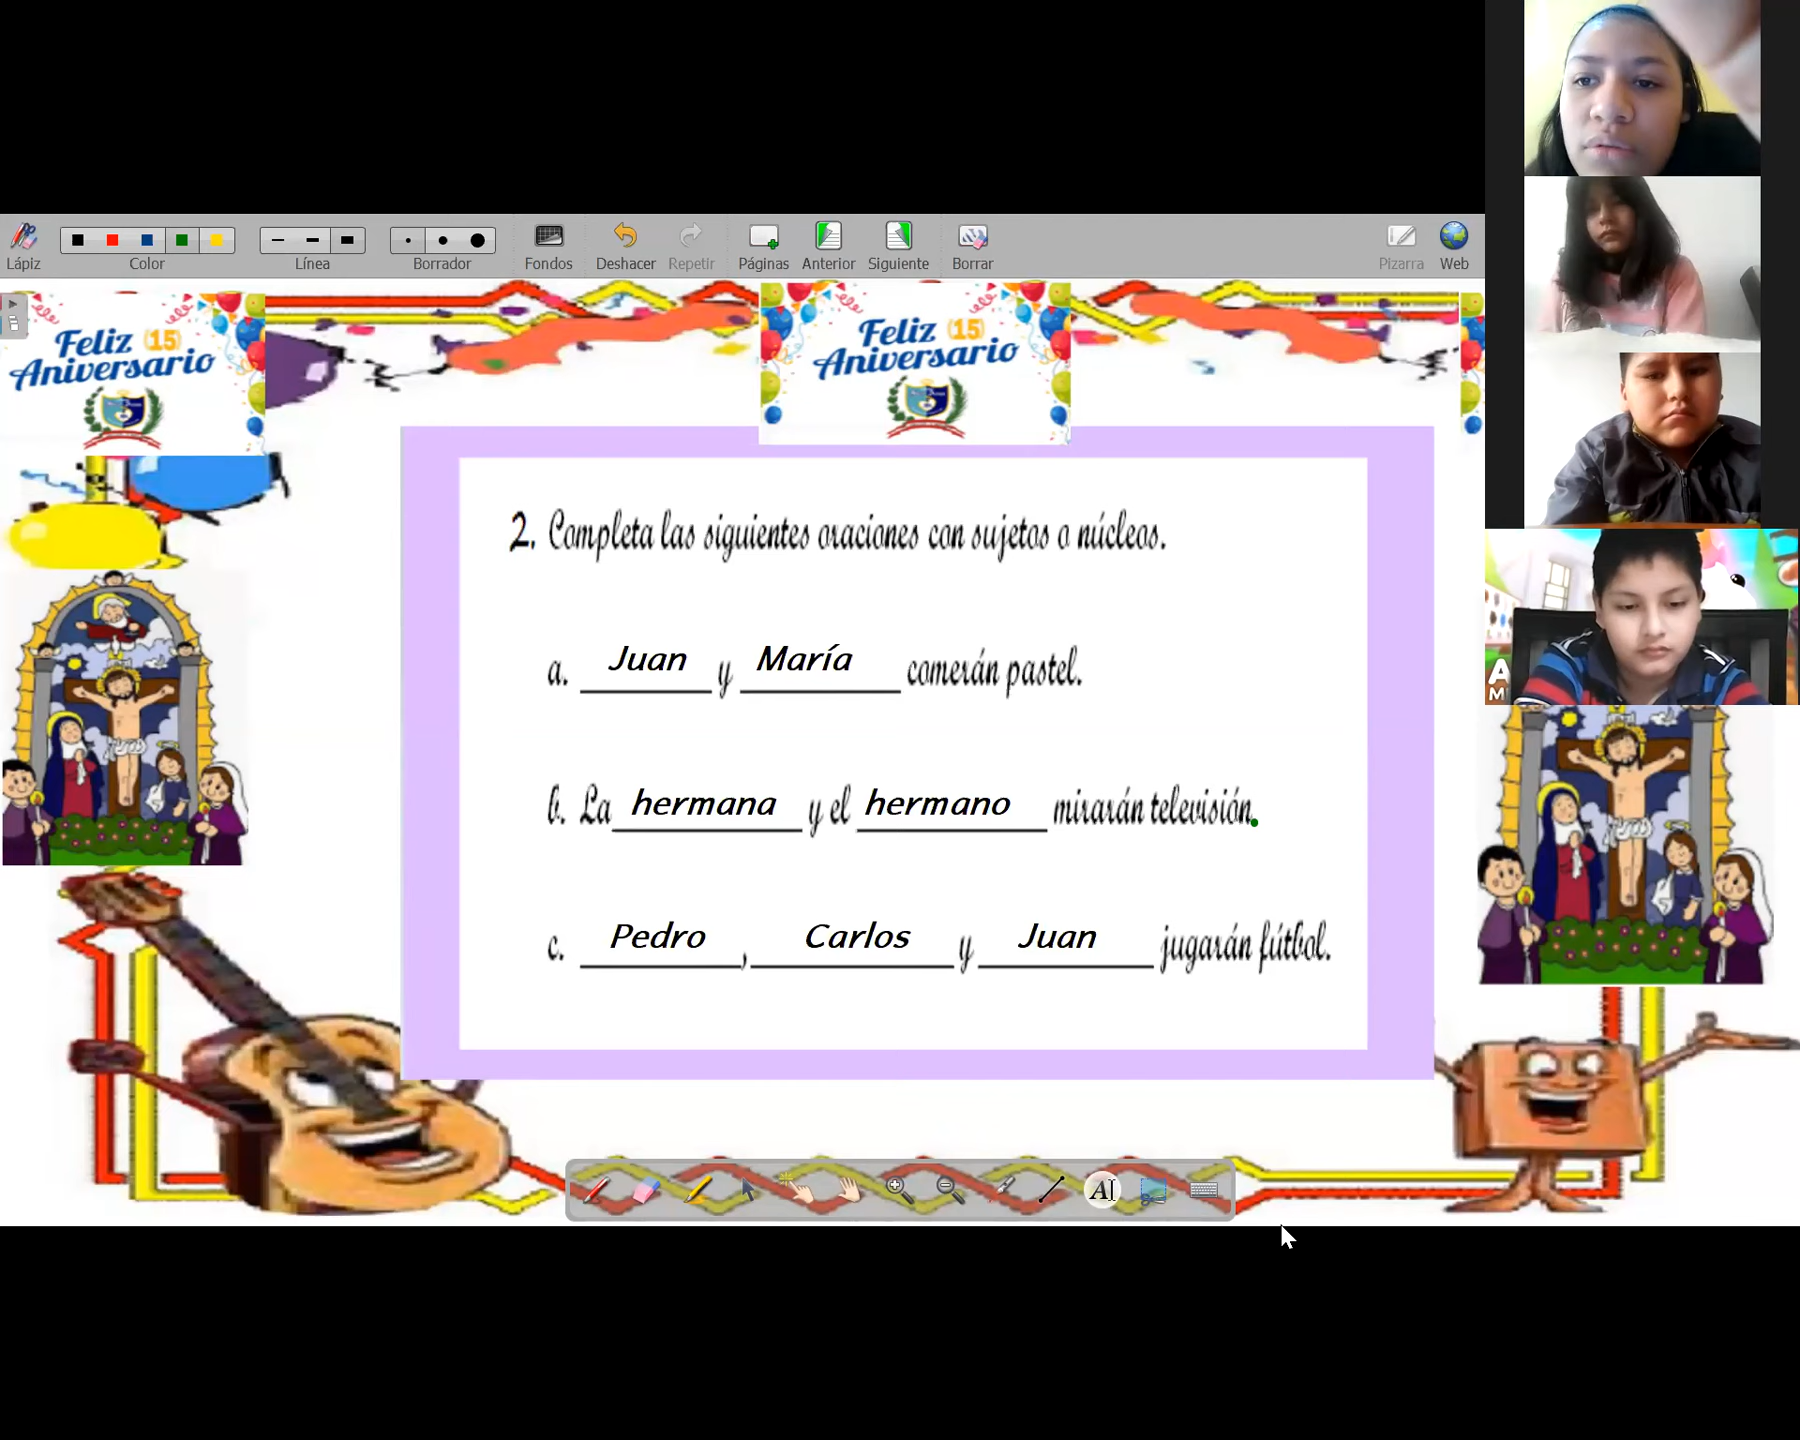 Lápiz
Color
Línea
Borrador
Fondos
Deshacer
Repetir
Páginas
Anterior
Siguiente
Borrar
Pizarra
Web
Feliz 15
Aniversario
Feliz 15
Aniversario
2. Completa las siguientes oraciones con sujetos o núcleos.
a. Juan y María comerán pastel.
b. La hermana y el hermano mirarán televisión.
c. Pedro, Carlos y Juan jugarán fútbol.